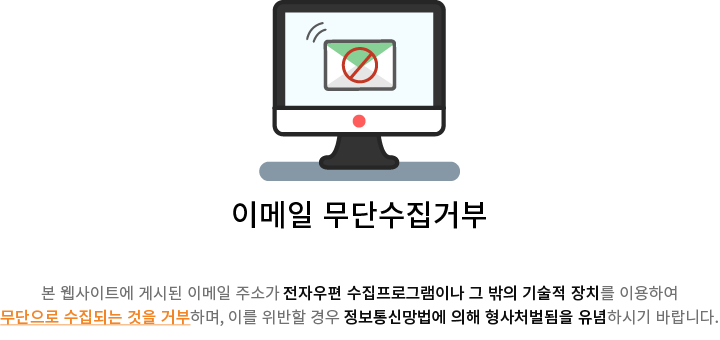 이메일 무단수집거부
본 웹사이트에 게시된 이메일 주소가 전자우편 수집프로그램이나 그 밖의 기술적 장치를 이용하여
무단으로 수집되는 것을 거부하며, 이를 위반할 경우 정보통신망법에 의해 형사처벌됨을 유념하시기 바랍니다.